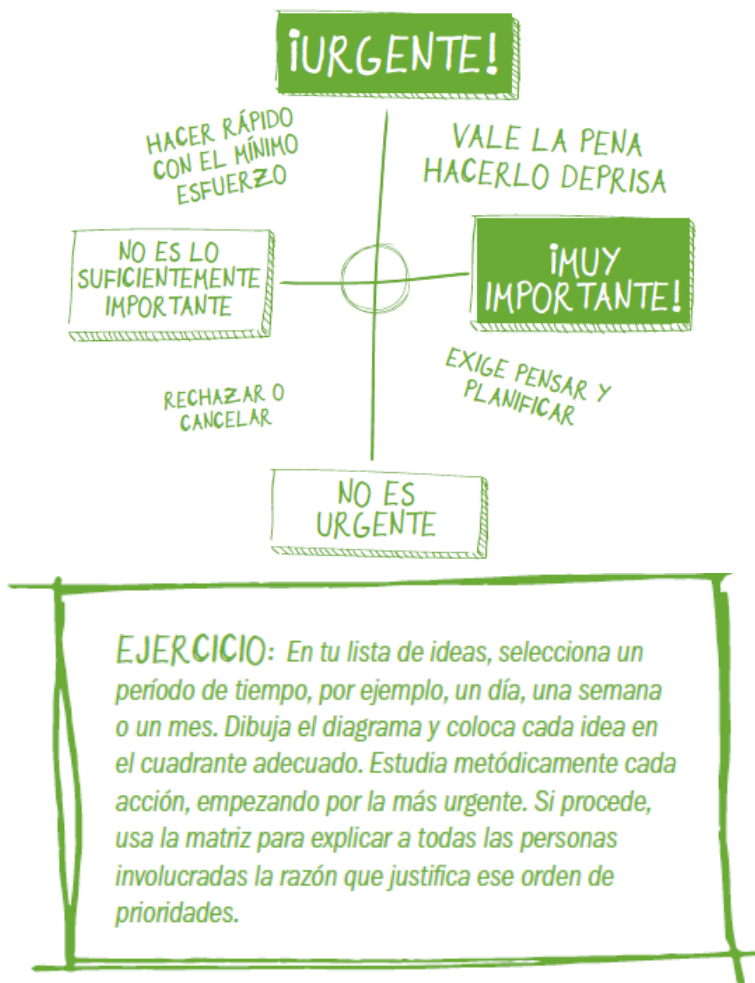 ¡URGENTE!
HACER RÁPIDO
CON EL MÍNIMO
ESFUERZO
VALE LA PENA
HACERLO DEPRISA
NO ES LO
SUFICIENTEMENTE
IMPORTANTE
¡MUY
IMPORTANTE!
RECHAZAR O
CANCELAR
EXIGE PENSAR Y
PLANIFICAR
NO ES
URGENTE
EJERCICIO: En tu lista de ideas, selecciona un
período de tiempo, por ejemplo, un día, una semana
o un mes. Dibuja el diagrama y coloca cada idea en
el cuadrante adecuado. Estudia metódicamente cada
acción, empezando por la más urgente. Si procede,
usa la matriz para explicar a todas las personas
involucradas la razón que justifica ese orden de
prioridades.